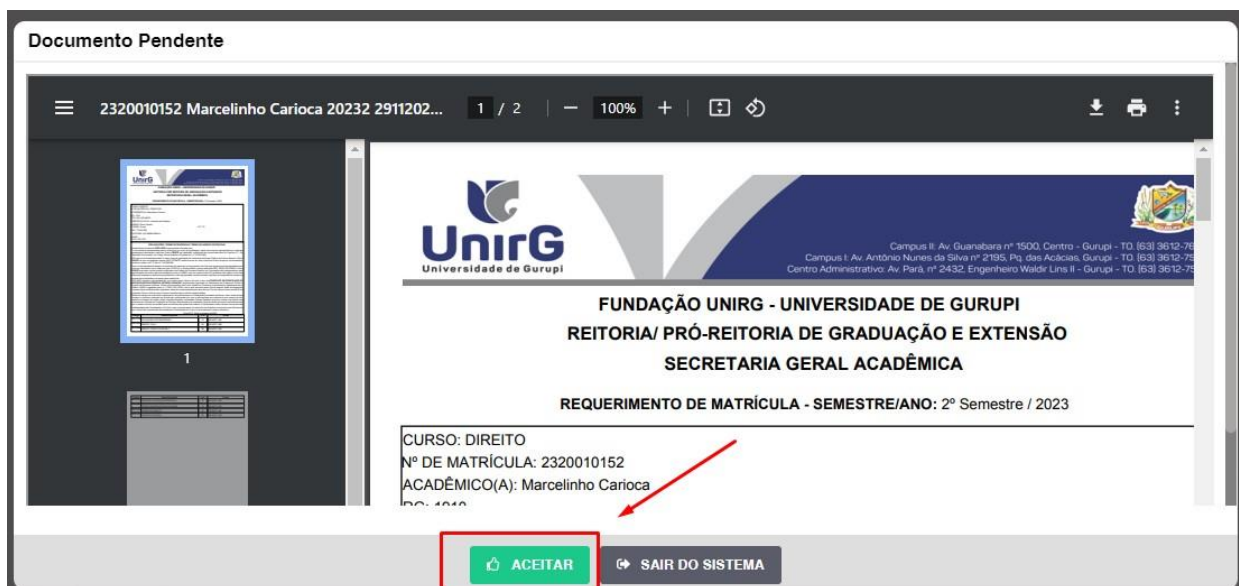 Documento Pendente
2320010152 Marcelinho Carioca 20232 2911202... 1 / 2 100%
1
UnirG
Universidade de Gurupi
Campus II: Av. Guanabara nº 1500, Centro - Gurupi - TO. (63) 3612-76
Campus I: Av. Antônio Nunes da Silva nº 2195, Pq. das Acácias, Gurupi - TO. (63) 3612-75
Centro Administrativo: Av. Pará, nº 2432, Engenheiro Waldir Lins II - Gurupi - TO. (63) 3612-75
FUNDAÇÃO UNIRG - UNIVERSIDADE DE GURUPI
REITORIA/ PRÓ-REITORIA DE GRADUAÇÃO E EXTENSÃO
SECRETARIA GERAL ACADÊMICA
REQUERIMENTO DE MATRÍCULA - SEMESTRE/ANO: 2º Semestre / 2023
CURSO: DIREITO
Nº DE MATRÍCULA: 2320010152
ACADÊMICO(A): Marcelinho Carioca
ACEITAR SAIR DO SISTEMA